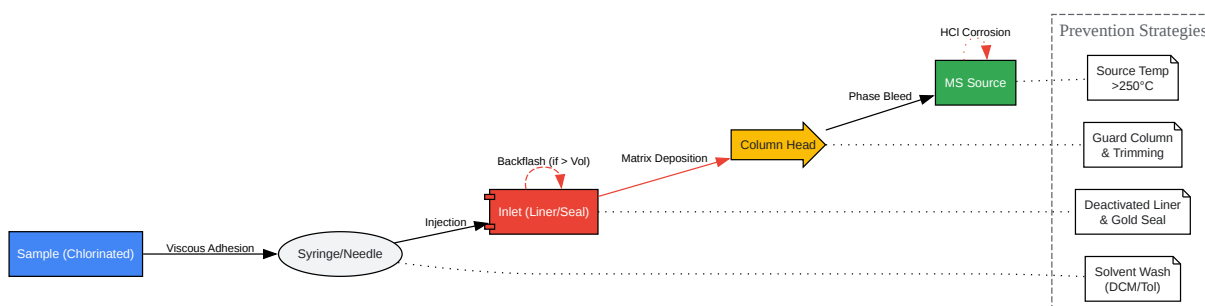 HCl Corrosion
Prevention Strategies
MS Source
Source Temp
>250°C
Phase Bleed
Column Head
Guard Column
& Trimming
Backflash (if > Vol)
Matrix Deposition
Inlet (Liner/Seal)
Deactivated Liner
& Gold Seal
Injection
Sample (Chlorinated)
Viscous Adhesion
Syringe/Needle
Solvent Wash
(DCM/Tol)